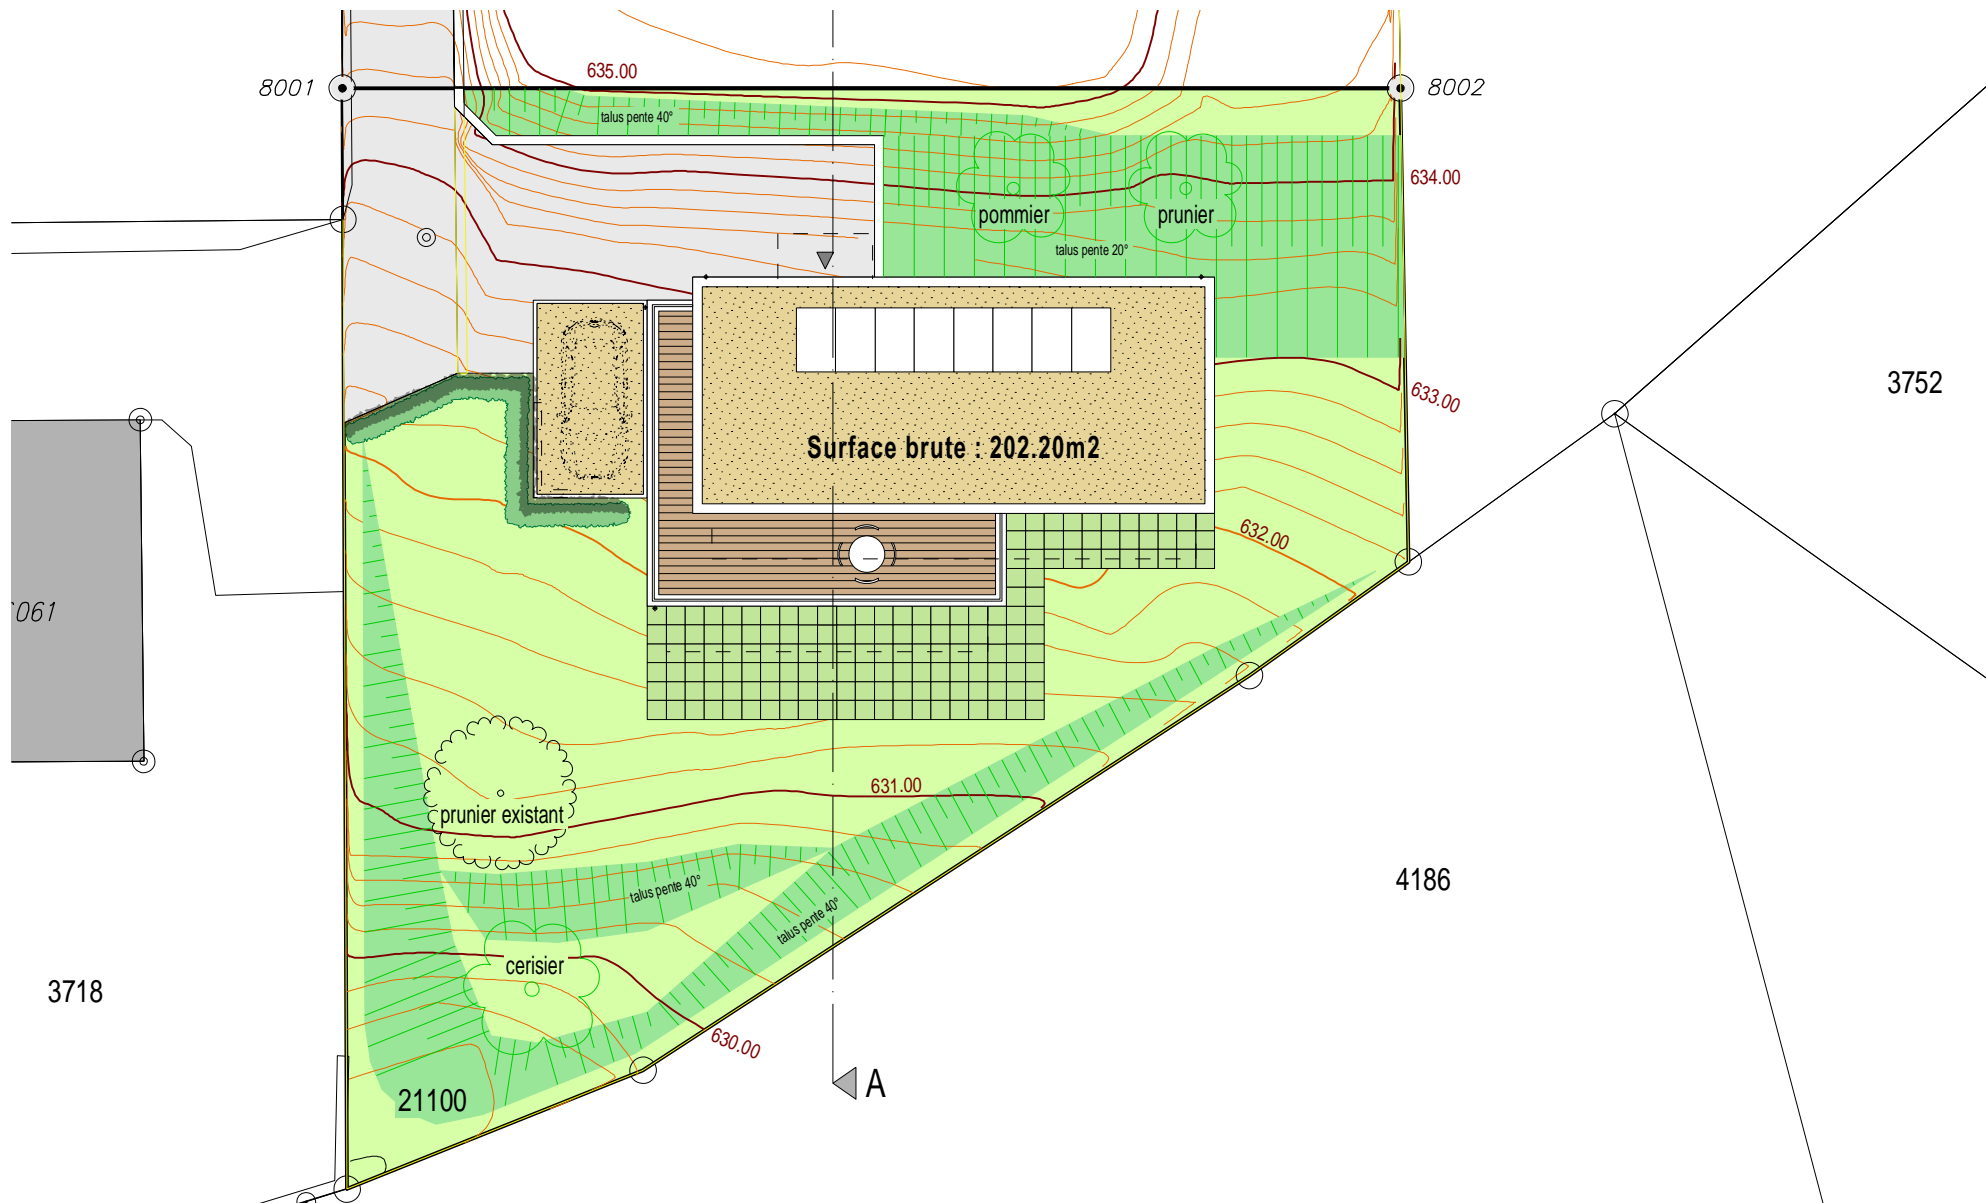 635.00
8001
8002
talus pente 40°
634.00
pommier
prunier
talus pente 20°
3752
633.00
Surface brute : 202.20m2
632.00
061
631.00
prunier existant
4186
talus pente 40°
talus pente 40°
cerisier
3718
630.00
A
21100